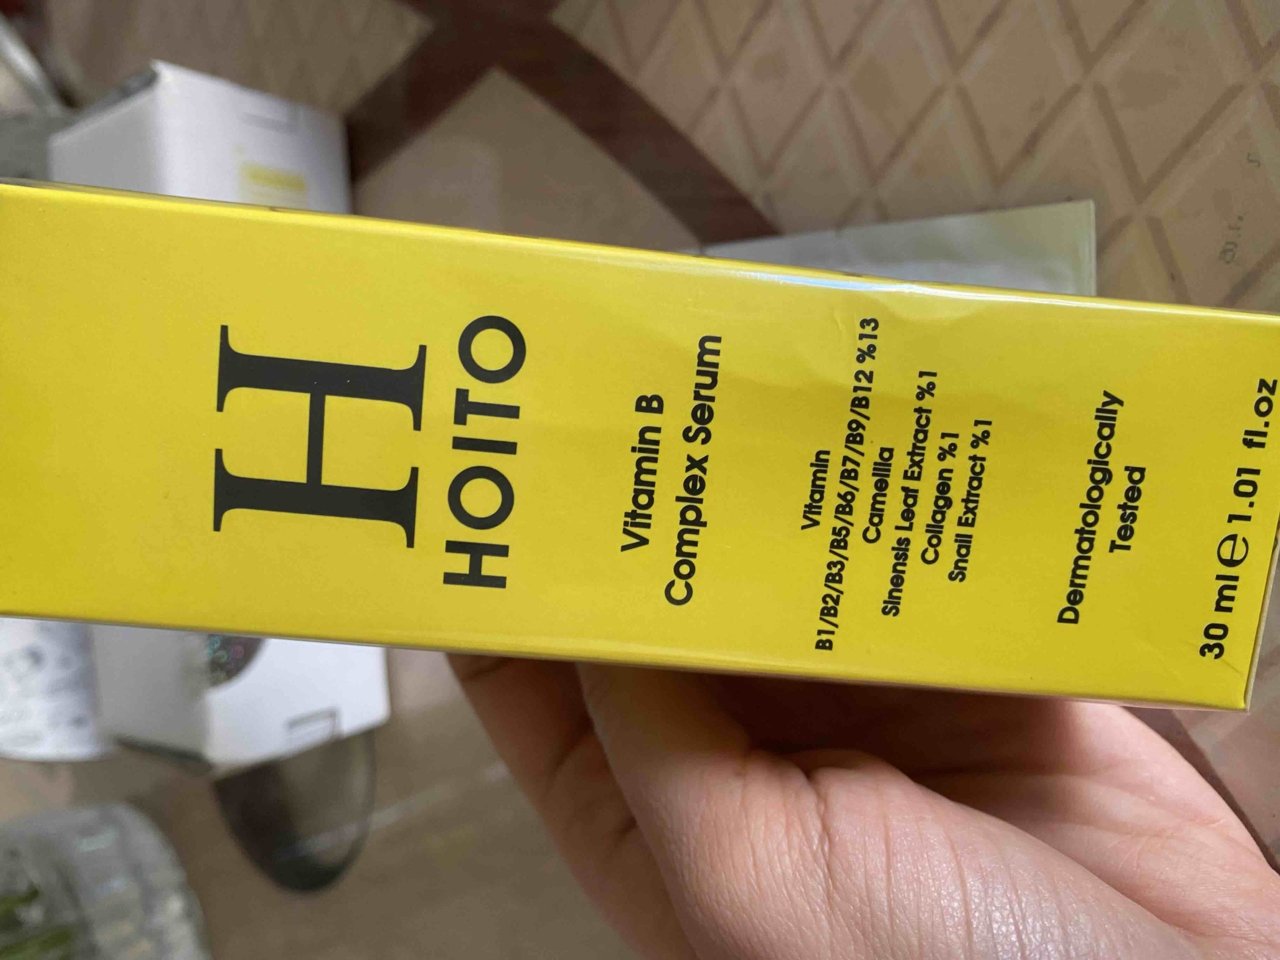 H
HOITO
Vitamin B
Complex Serum
Vitamin
B1/B2/B3/B5/B6/B7/B9/B12 %13
Camellia
Sinensis Leaf Extract %1
Collagen %1
Snail Extract %1
Dermatologically
Tested
30 ml e 1.01 fl.oz